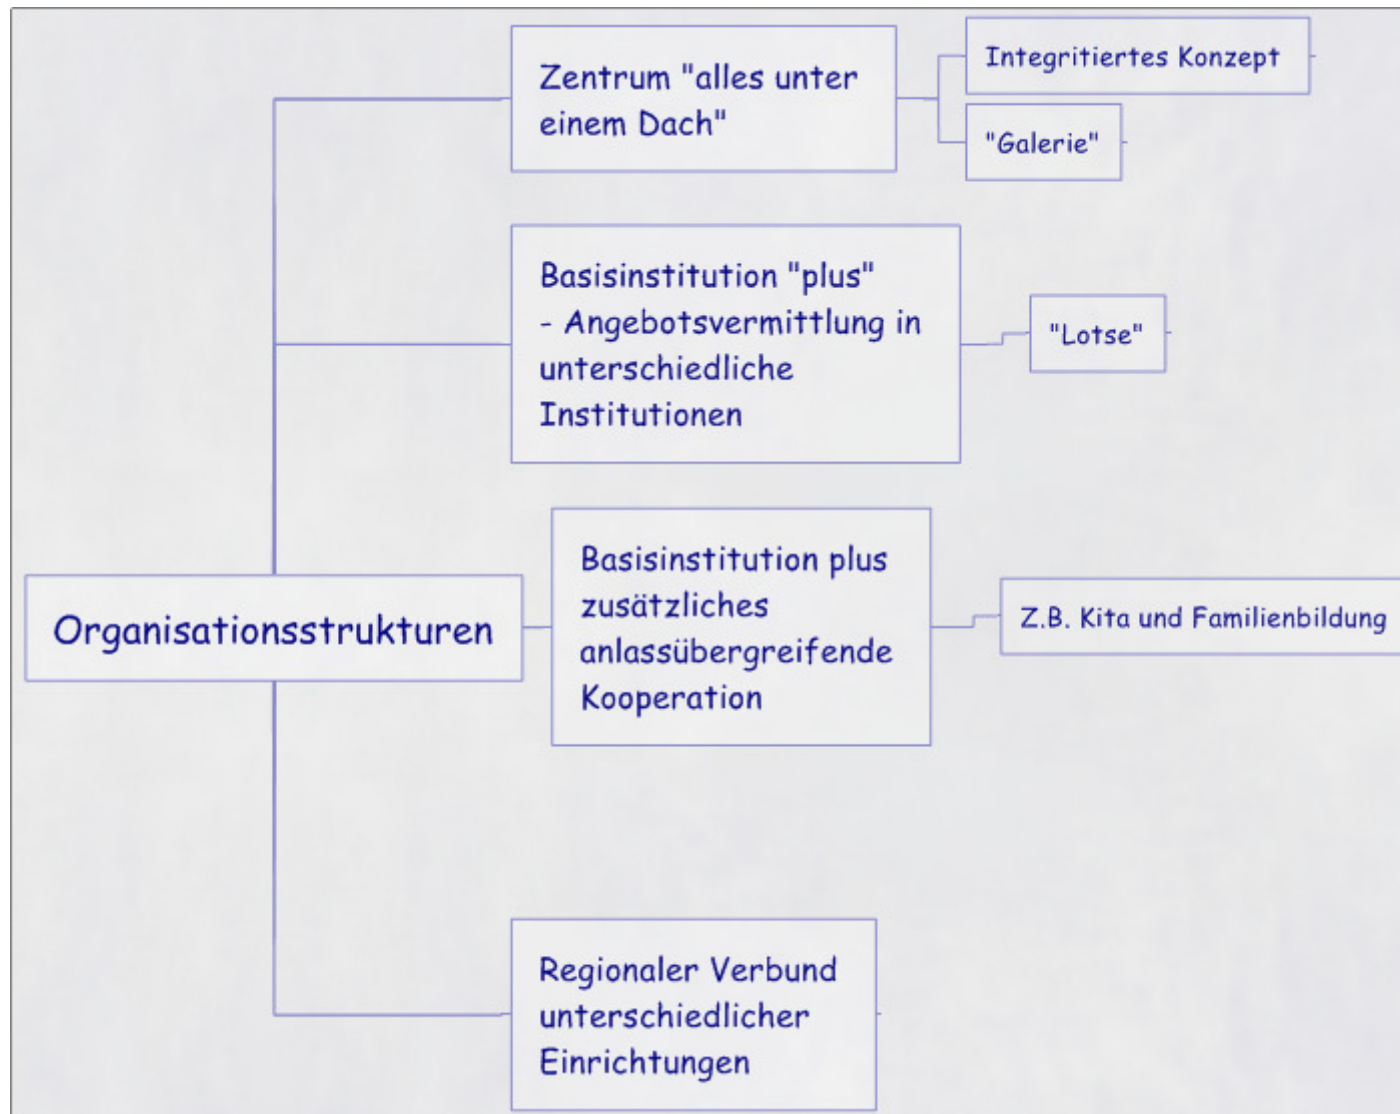 Zentrum "alles unter
einem Dach"
Integritiertes Konzept
"Galerie"
Basisinstitution "plus"
- Angebotsvermittlung in
unterschiedliche
Institutionen
"Lotse"
Organisationsstrukturen
Basisinstitution plus
zusätzliches
anlassübergreifende
Kooperation
Z.B. Kita und Familienbildung
Regionaler Verbund
unterschiedlicher
Einrichtungen